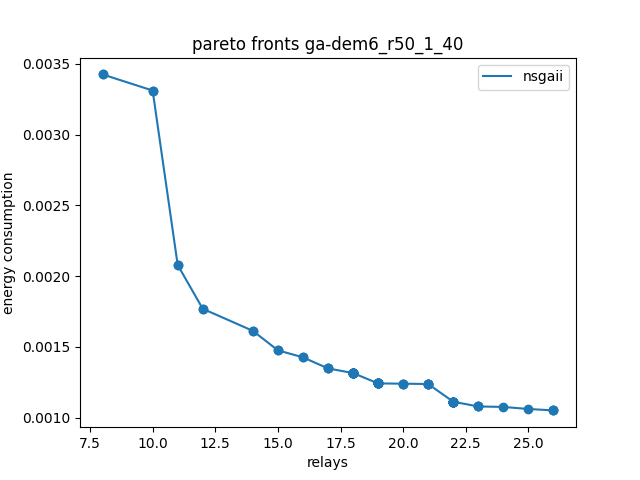 pareto fronts ga-dem6_r50_1_40
nsgaii
0.0035
0.0030
0.0025
0.0020
0.0015
0.0010
energy consumption
7.5 10.0 12.5 15.0 17.5 20.0 22.5 25.0
relays